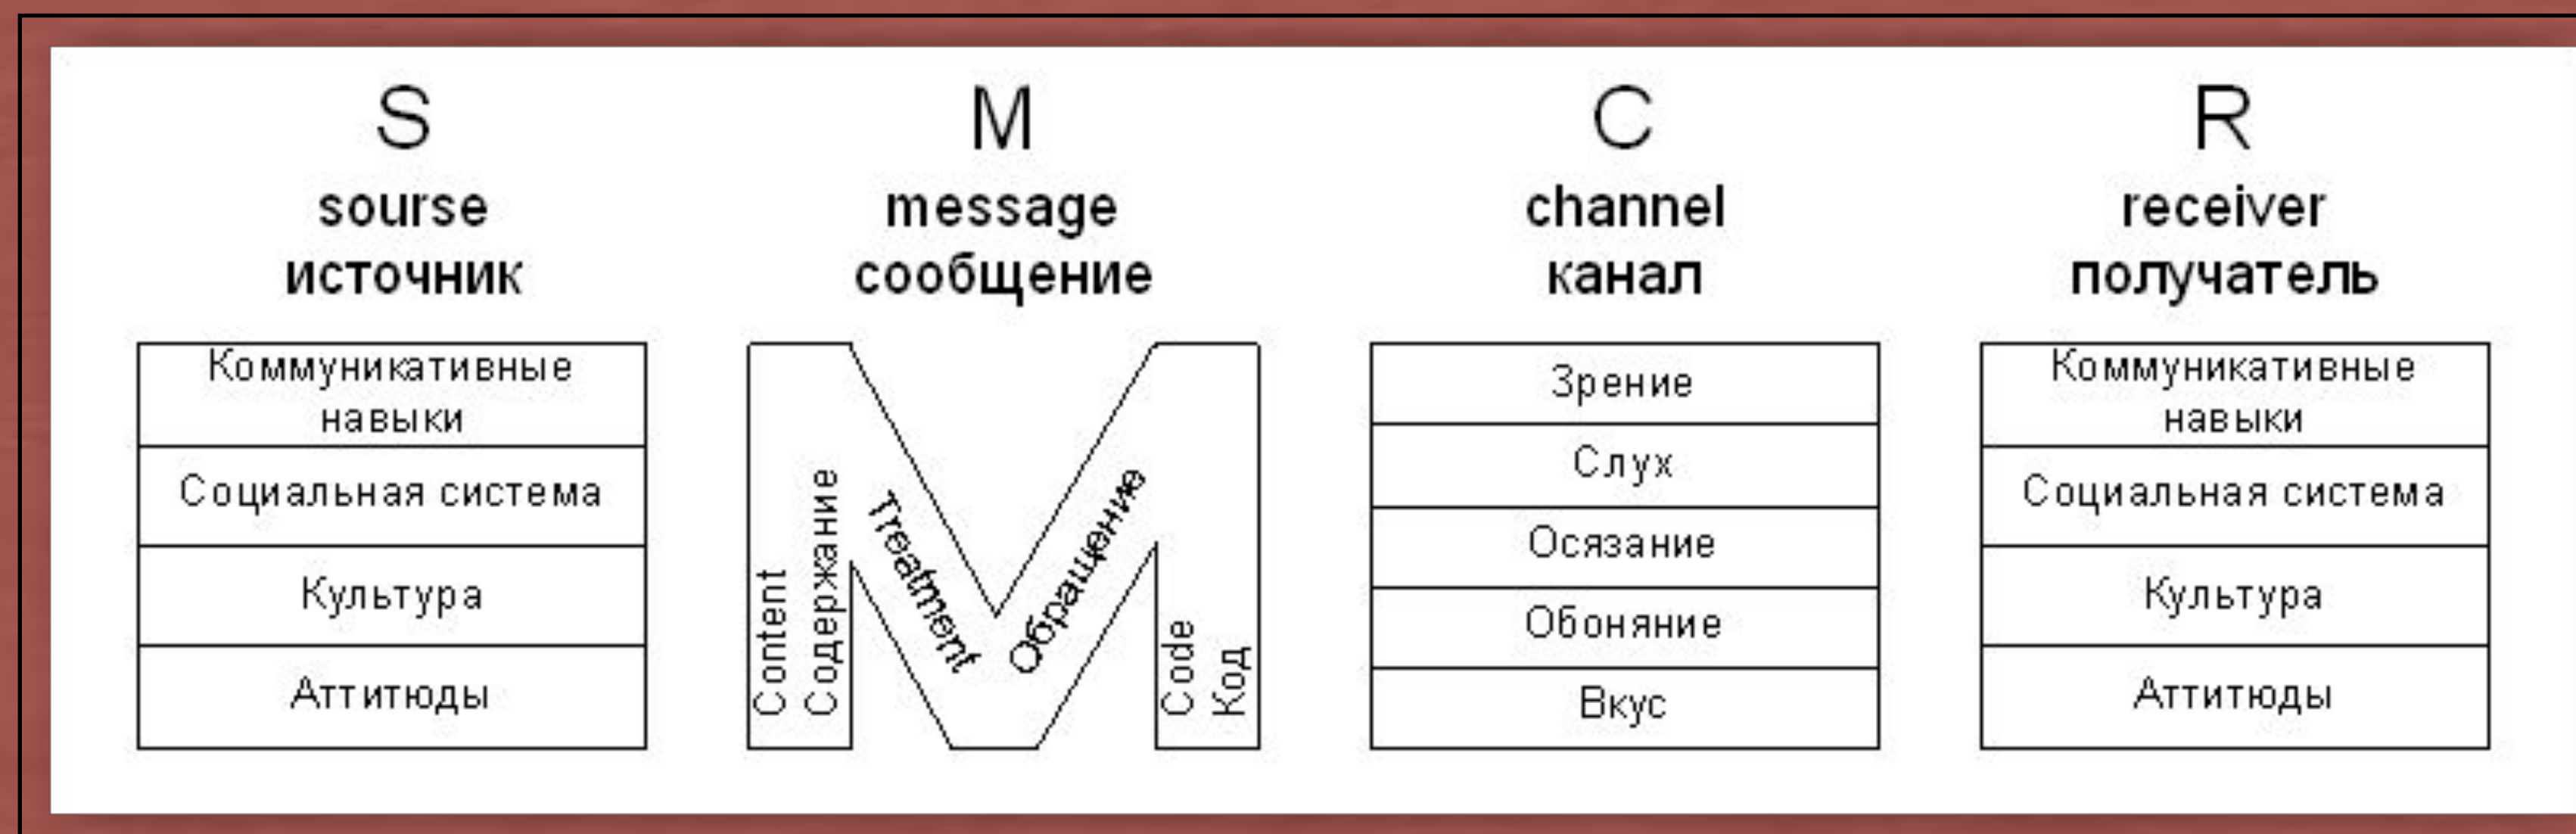 S
sourse
источник
Коммуникативные
навыки
Социальная система
Культура
Аттитюды
M
message
сообщение
Content
Содержание
Treatment
Обращение
Code
Код
C
channel
канал
Зрение
Слух
Осязание
Обоняние
Вкус
R
receiver
получатель
Коммуникативные
навыки
Социальная система
Культура
Аттитюды